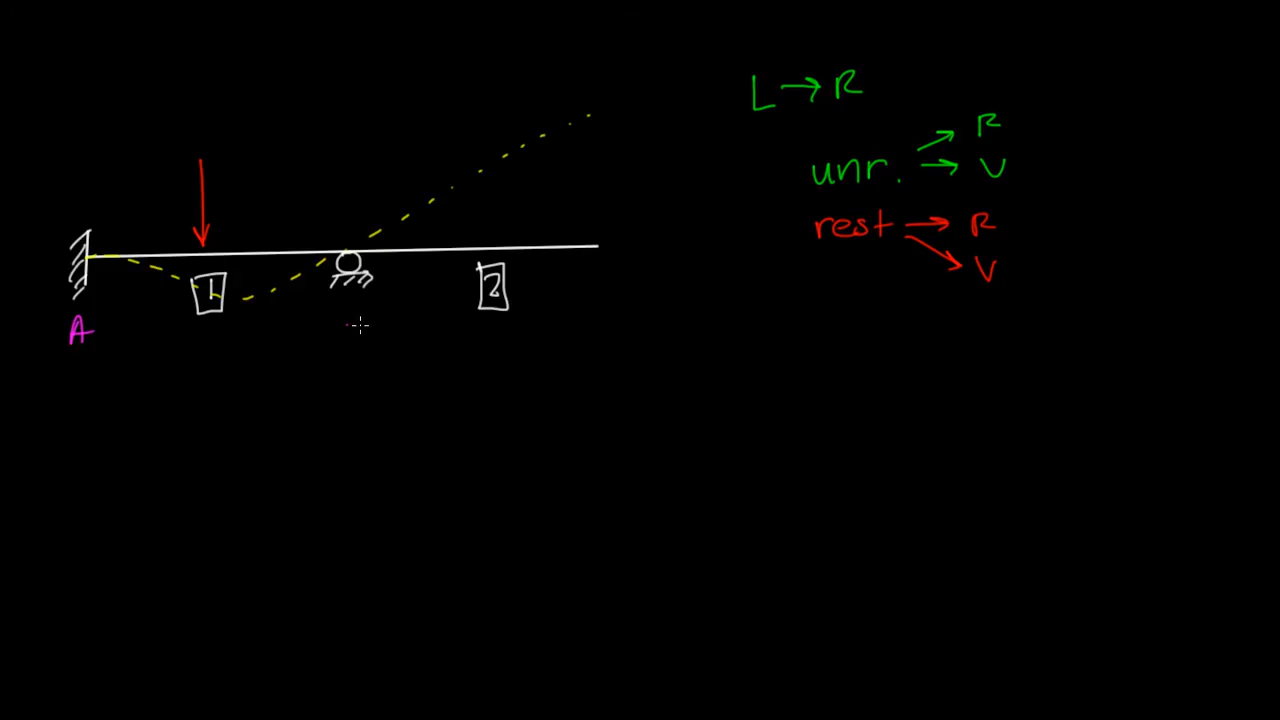 L → R
unr. → R
→ V
rest → R
→ V
1
2
A